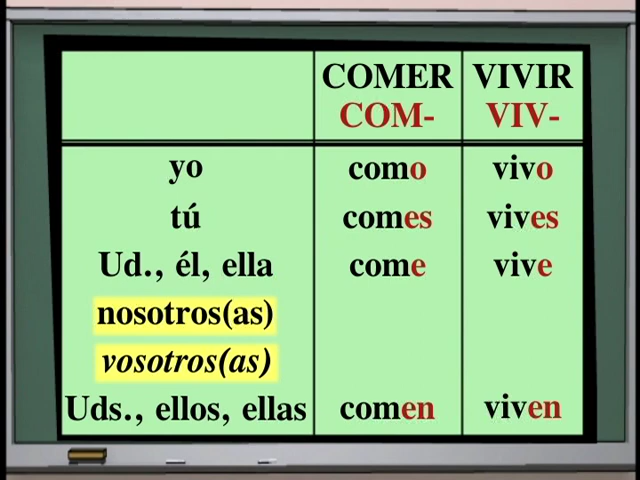 COMER VIVIR
COM- VIV-
yo como vivo
tú comes vives
Ud., él, ella come vive
nosotros(as)
vosotros(as)
Uds., ellos, ellas comen viven